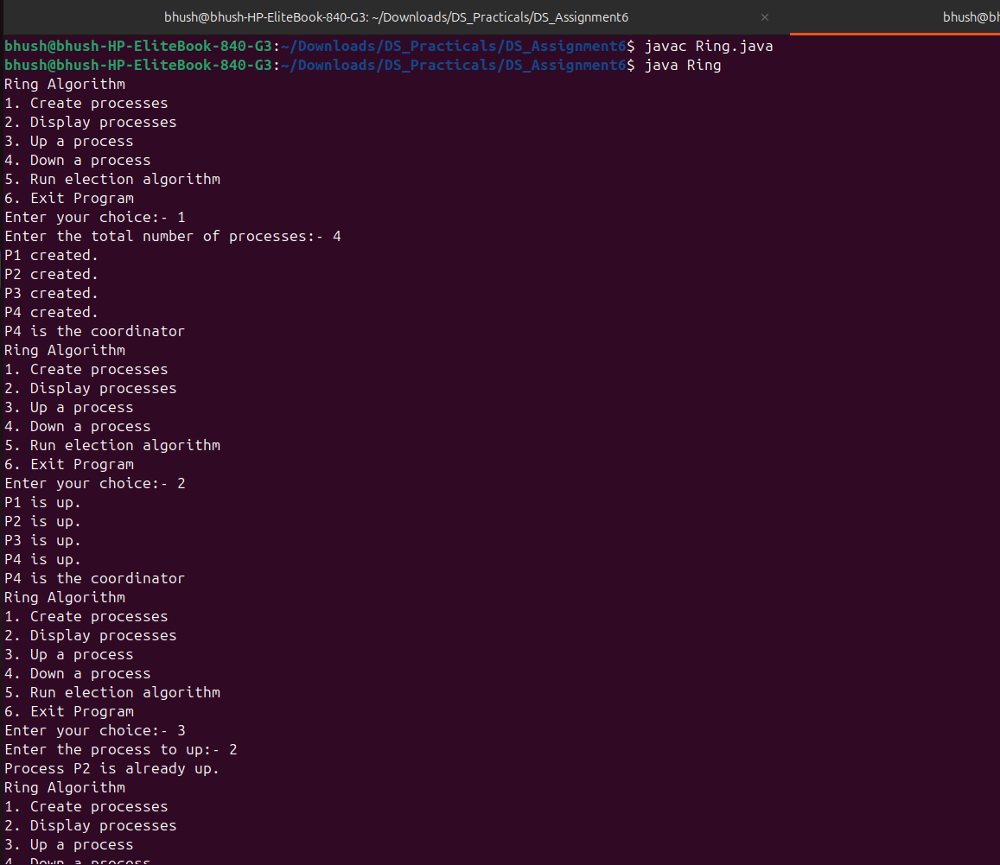 bhush@bhush-HP-EliteBook-840-G3: ~/Downloads/DS_Practicals/DS_Assignment6 × bhush@bh
bhush@bhush-HP-EliteBook-840-G3:~/Downloads/DS_Practicals/DS_Assignment6$ javac Ring.java
bhush@bhush-HP-EliteBook-840-G3:~/Downloads/DS_Practicals/DS_Assignment6$ java Ring
Ring Algorithm
1. Create processes
2. Display processes
3. Up a process
4. Down a process
5. Run election algorithm
6. Exit Program
Enter your choice:- 1
Enter the total number of processes:- 4
P1 created.
P2 created.
P3 created.
P4 created.
P4 is the coordinator
Ring Algorithm
1. Create processes
2. Display processes
3. Up a process
4. Down a process
5. Run election algorithm
6. Exit Program
Enter your choice:- 2
P1 is up.
P2 is up.
P3 is up.
P4 is up.
P4 is the coordinator
Ring Algorithm
1. Create processes
2. Display processes
3. Up a process
4. Down a process
5. Run election algorithm
6. Exit Program
Enter your choice:- 3
Enter the process to up:- 2
Process P2 is already up.
Ring Algorithm
1. Create processes
2. Display processes
3. Up a process
4. Down a process